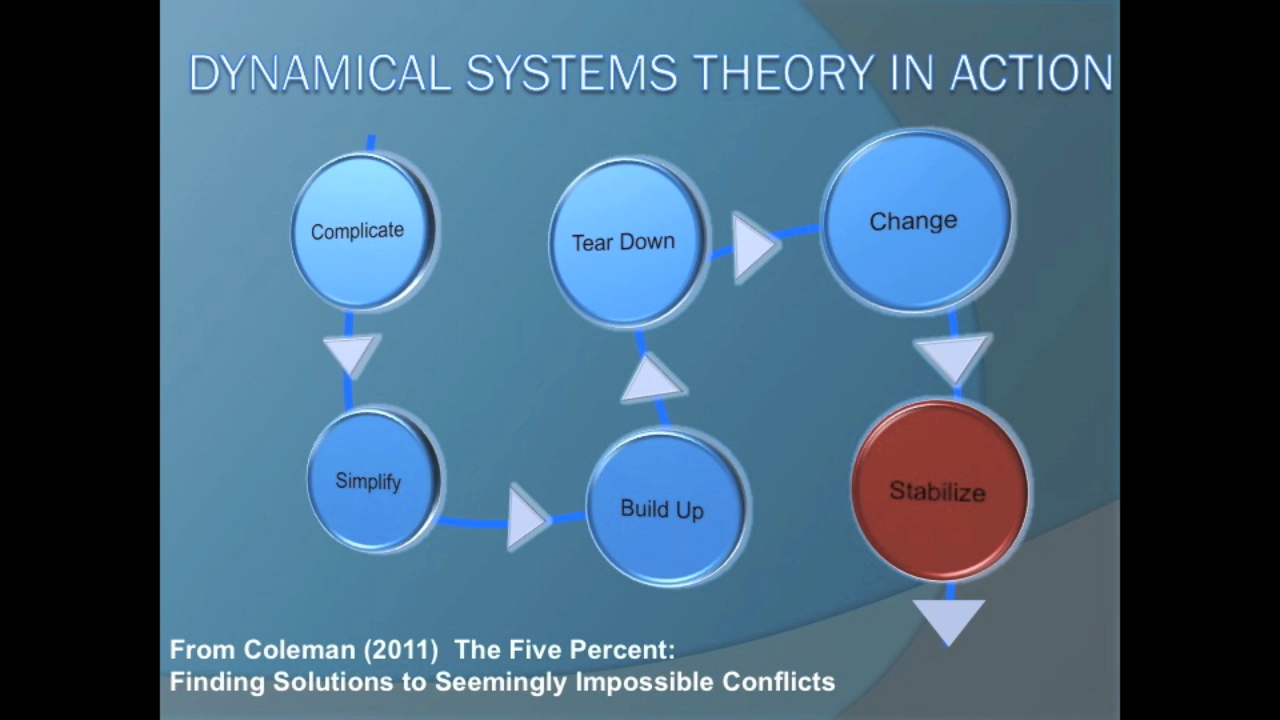 DYNAMICAL SYSTEMS THEORY IN ACTION
Complicate
Simplify
Build Up
Tear Down
Change
Stabilize
From Coleman (2011)  The Five Percent:
Finding Solutions to Seemingly Impossible Conflicts